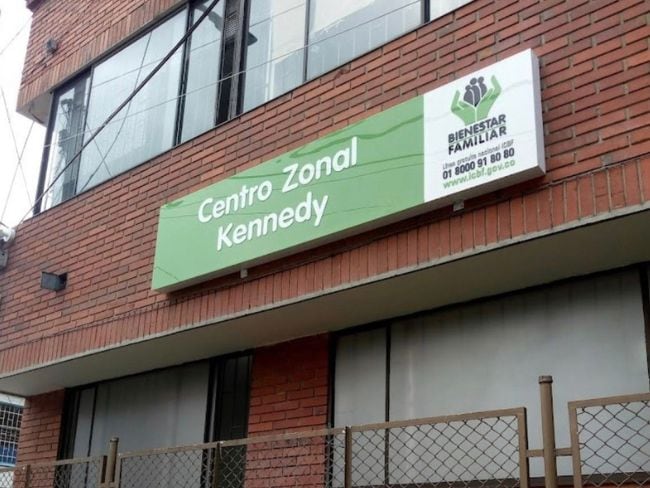 Centro Zonal
Kennedy
BIENESTAR
FAMILIAR
Línea gratuita nacional ICBF
01 8000 91 80 80
www.icbf.gov.co